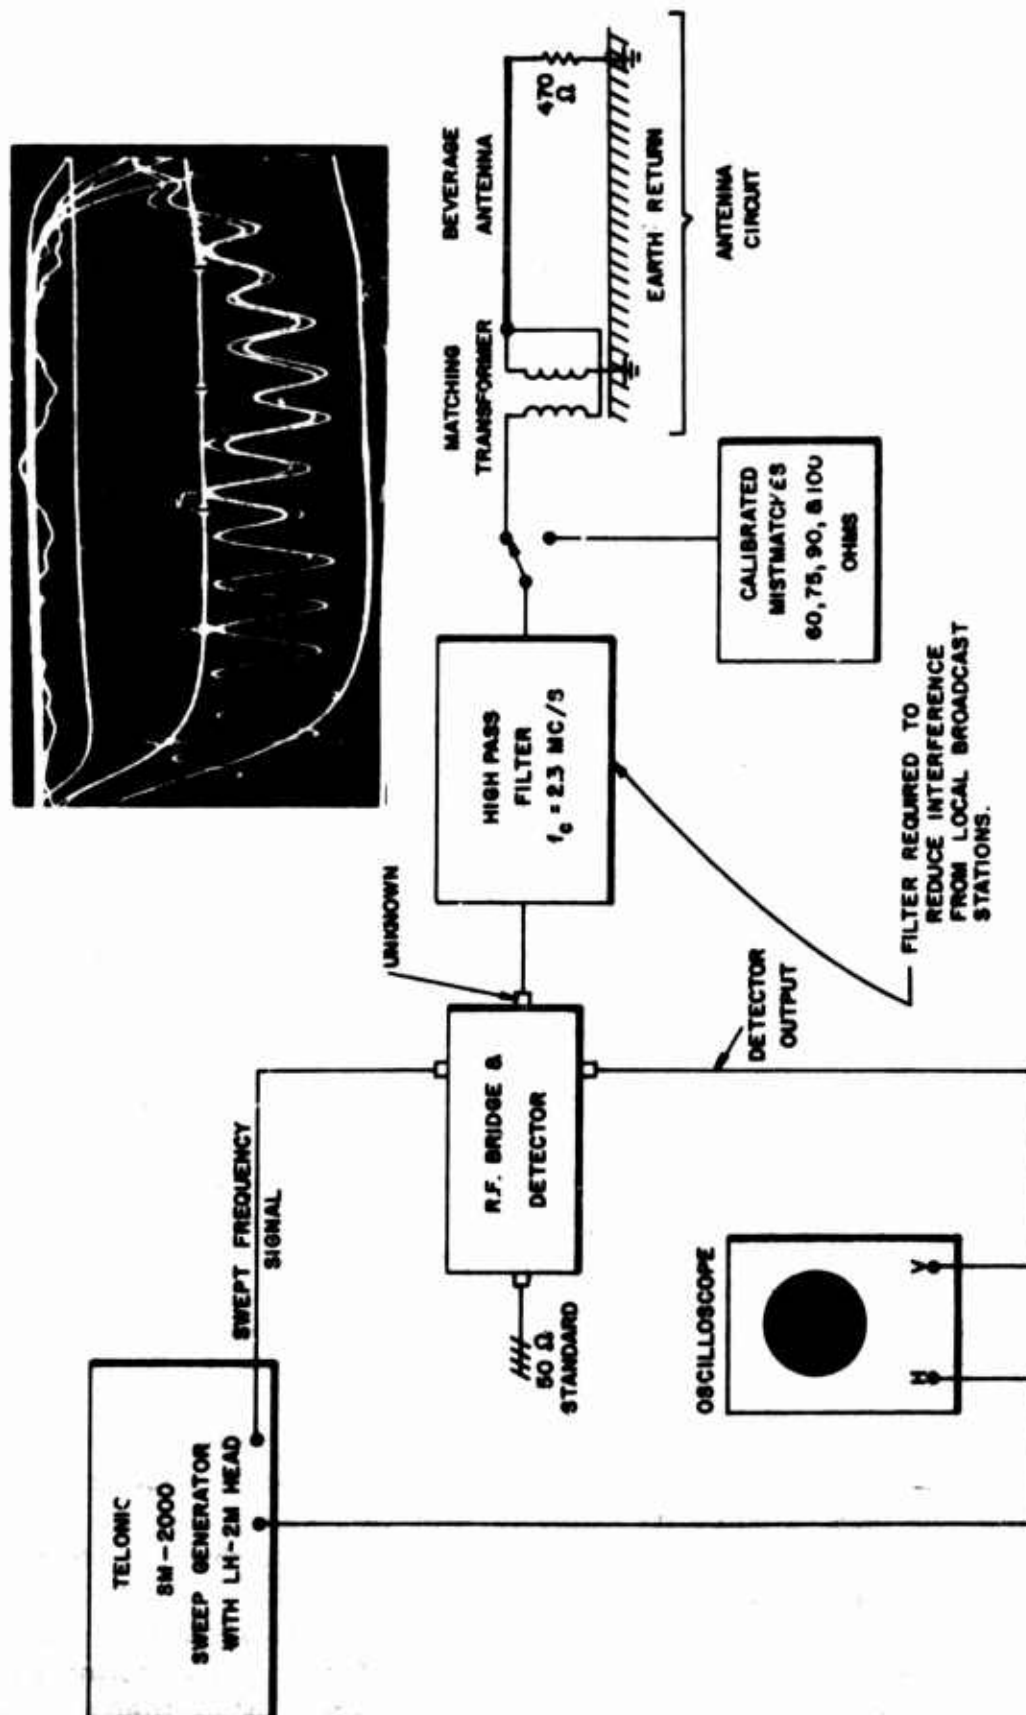 TELONIC
SM-2000
SWEEP GENERATOR
WITH LH-2M HEAD
SWEPT FREQUENCY
SIGNAL
50 Ω
STANDARD
R.F. BRIDGE &
DETECTOR
UNKNOWN
HIGH PASS
FILTER
fc = 2.3 MC/S
MATCHING
TRANSFORMER
BEVERAGE
ANTENNA
470
Ω
EARTH RETURN
ANTENNA
CIRCUIT
CALIBRATED
MISTMATCHES
60, 75, 90, & 100
OHMS
OSCILLOSCOPE
H
V
DETECTOR
OUTPUT
FILTER REQUIRED TO
REDUCE INTERFERENCE
FROM LOCAL BROADCAST
STATIONS.